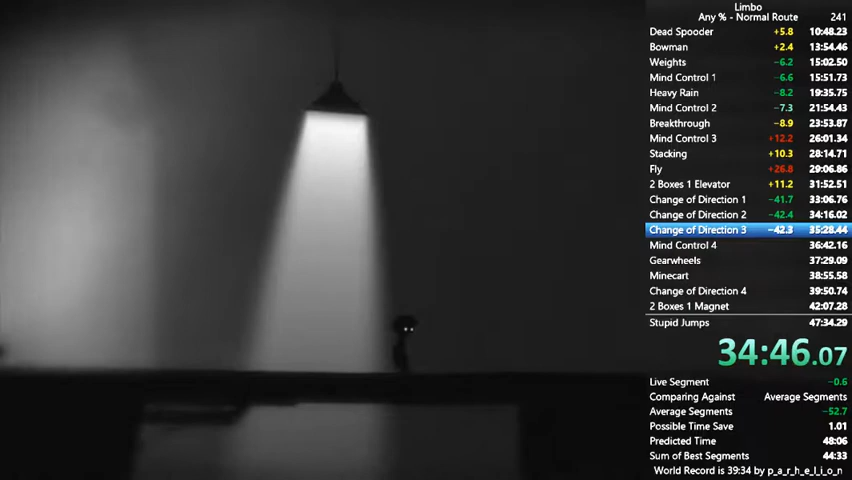 Limbo
Any % - Normal Route 241
Dead Spooder +5.8 10:48.23
Bowman +2.4 13:54.46
Weights −6.2 15:02.50
Mind Control 1 −6.6 15:51.73
Heavy Rain −8.2 19:35.75
Mind Control 2 −7.3 21:54.43
Breakthrough −8.9 23:53.87
Mind Control 3 +12.2 26:01.34
Stacking +10.3 28:14.71
Fly +26.8 29:06.86
2 Boxes 1 Elevator +11.2 31:52.51
Change of Direction 1 −41.7 33:06.76
Change of Direction 2 −42.4 34:16.02
Change of Direction 3 −42.3 35:28.44
Mind Control 4 36:42.16
Gearwheels 37:29.09
Minecart 38:55.58
Change of Direction 4 39:50.74
2 Boxes 1 Magnet 42:07.28
Stupid Jumps 47:34.29
34:46.07
Live Segment −0.6
Comparing Against Average Segments
Average Segments −52.7
Possible Time Save 1.01
Predicted Time 48:06
Sum of Best Segments 44:33
World Record is 39:34 by p_a_r_h_e_l_i_o_n